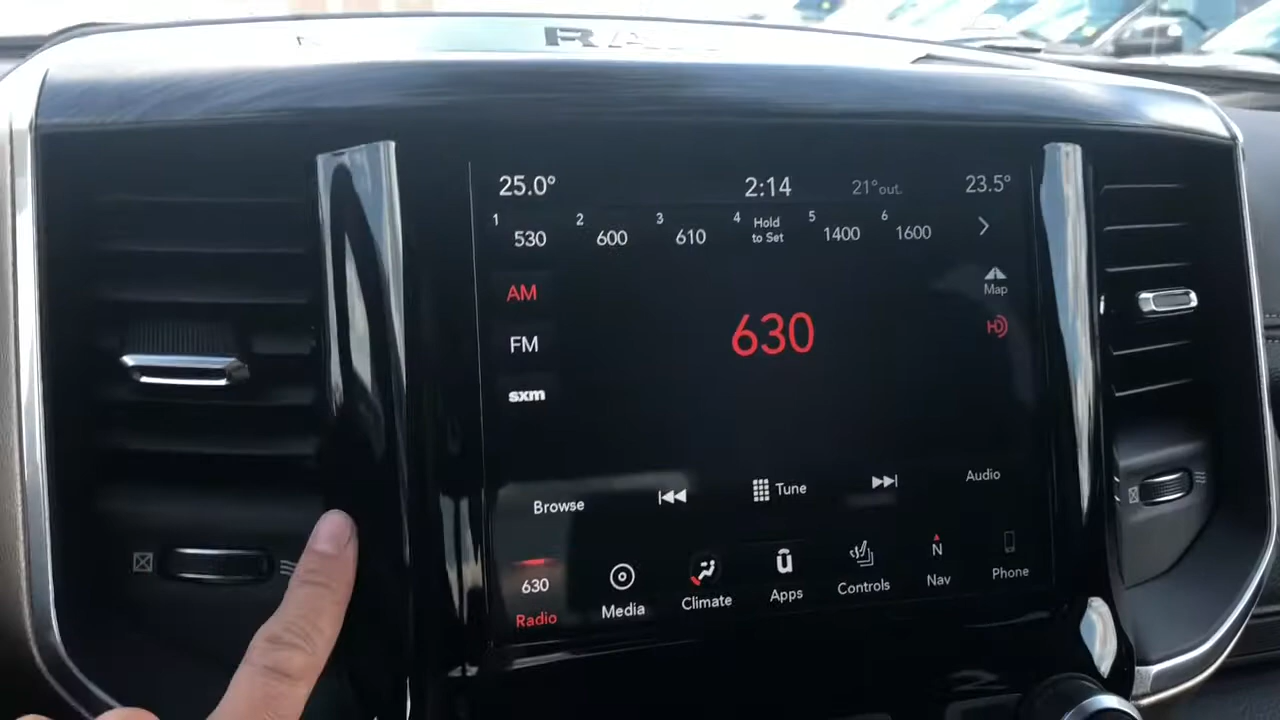 RAM
25.0° 2:14 21°out. 23.5°
1 530 2 600 3 610 4 Hold to Set 5 1400 6 1600
AM
630
Map
FM
HD
sxm
Browse Tune Audio
630
Radio Media Climate Apps Controls N Nav Phone